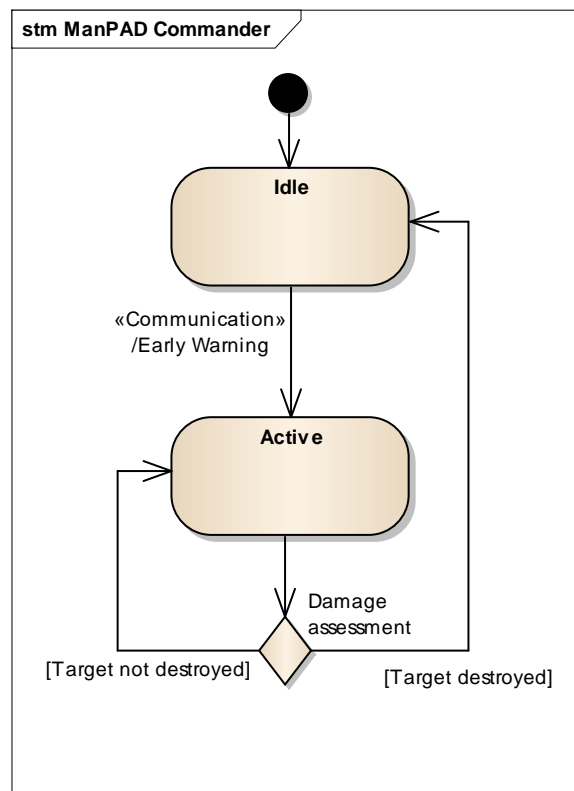 stm ManPAD Commander
Idle
«Communication»
/Early Warning
Active
Damage
assessment
[Target not destroyed]
[Target destroyed]